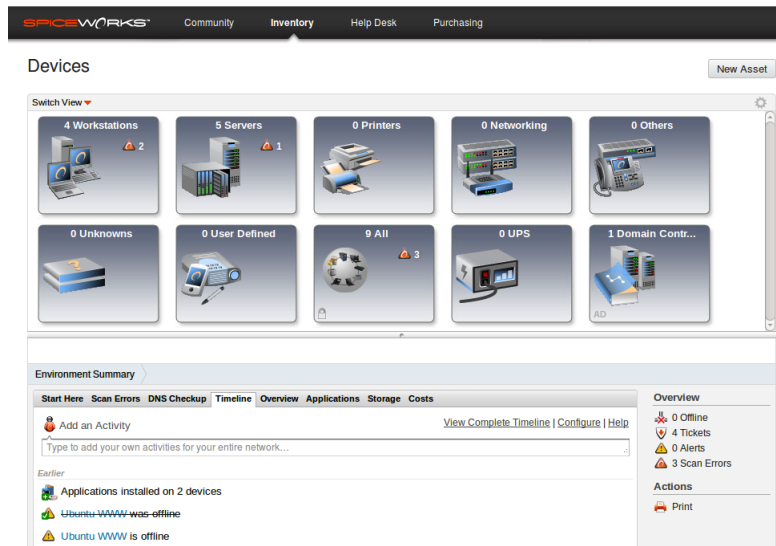 SPICEWORKS Community Inventory Help Desk Purchasing
Devices
New Asset
Switch View
4 Workstations 5 Servers 0 Printers 0 Networking 0 Others
2 1
0 Unknowns 0 User Defined 9 All 0 UPS 1 Domain Contr...
3
AD
Environment Summary
Start Here Scan Errors DNS Checkup Timeline Overview Applications Storage Costs
Overview
Add an Activity
View Complete Timeline | Configure | Help
Type to add your own activities for your entire network...
0 Offline
4 Tickets
0 Alerts
3 Scan Errors
Earlier
Applications installed on 2 devices
Ubuntu WWW was offline
Ubuntu WWW is offline
Actions
Print